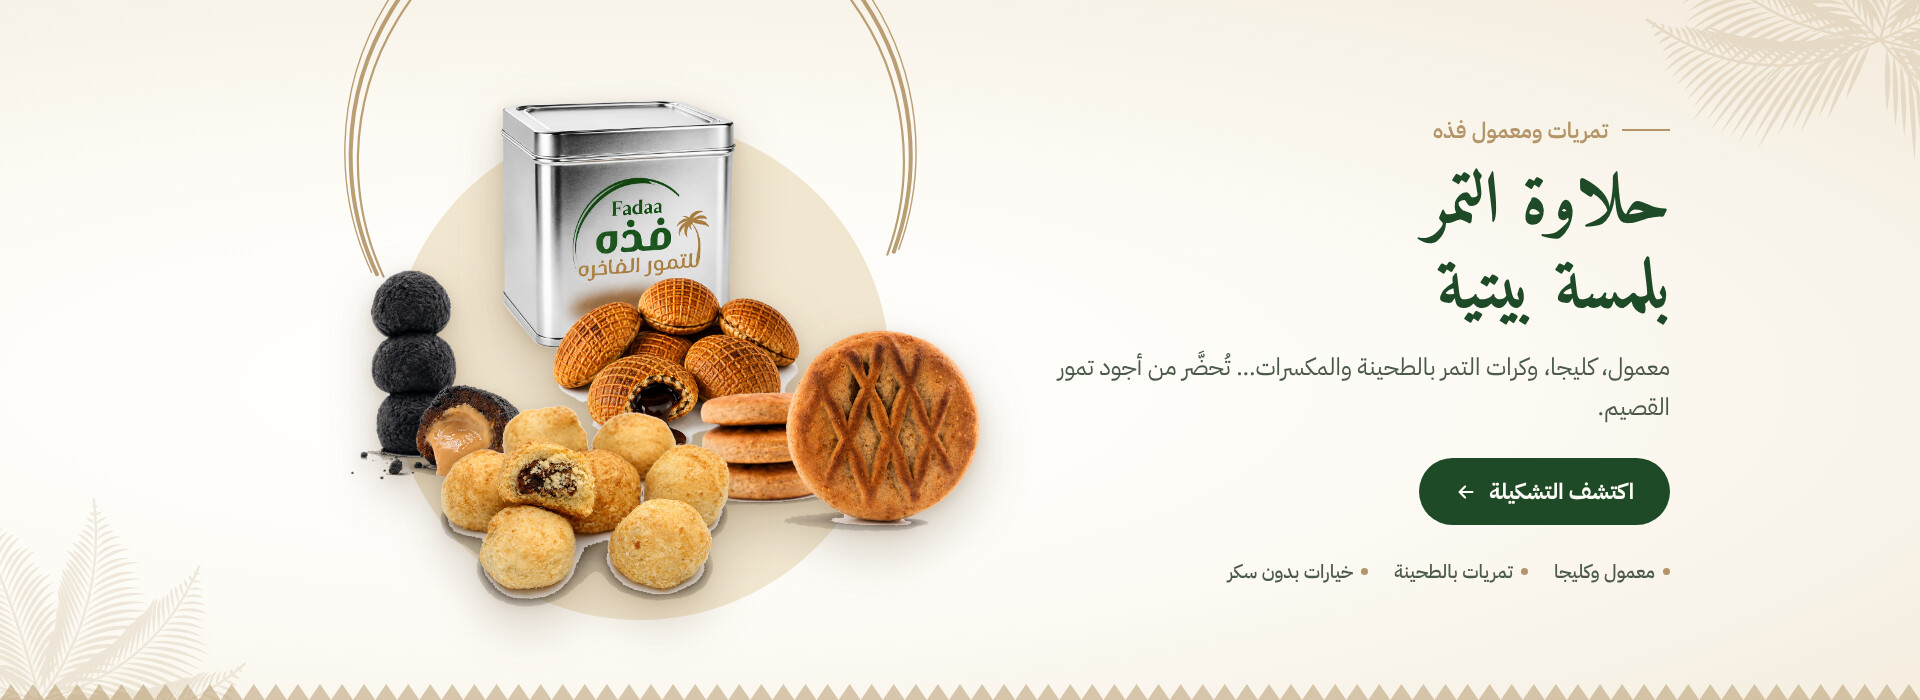 تمريات ومعمول فذه
حلاوة التمر
بلمسة بيتية
معمول، كليجا، وكرات التمر بالطحينة والمكسرات... تُحضَّر من أجود تمور
القصيم.
اكتشف التشكيلة ←
معمول وكليجا • تمريات بالطحينة • خيارات بدون سكر
Fadaa
فذه
للتمور الفاخره